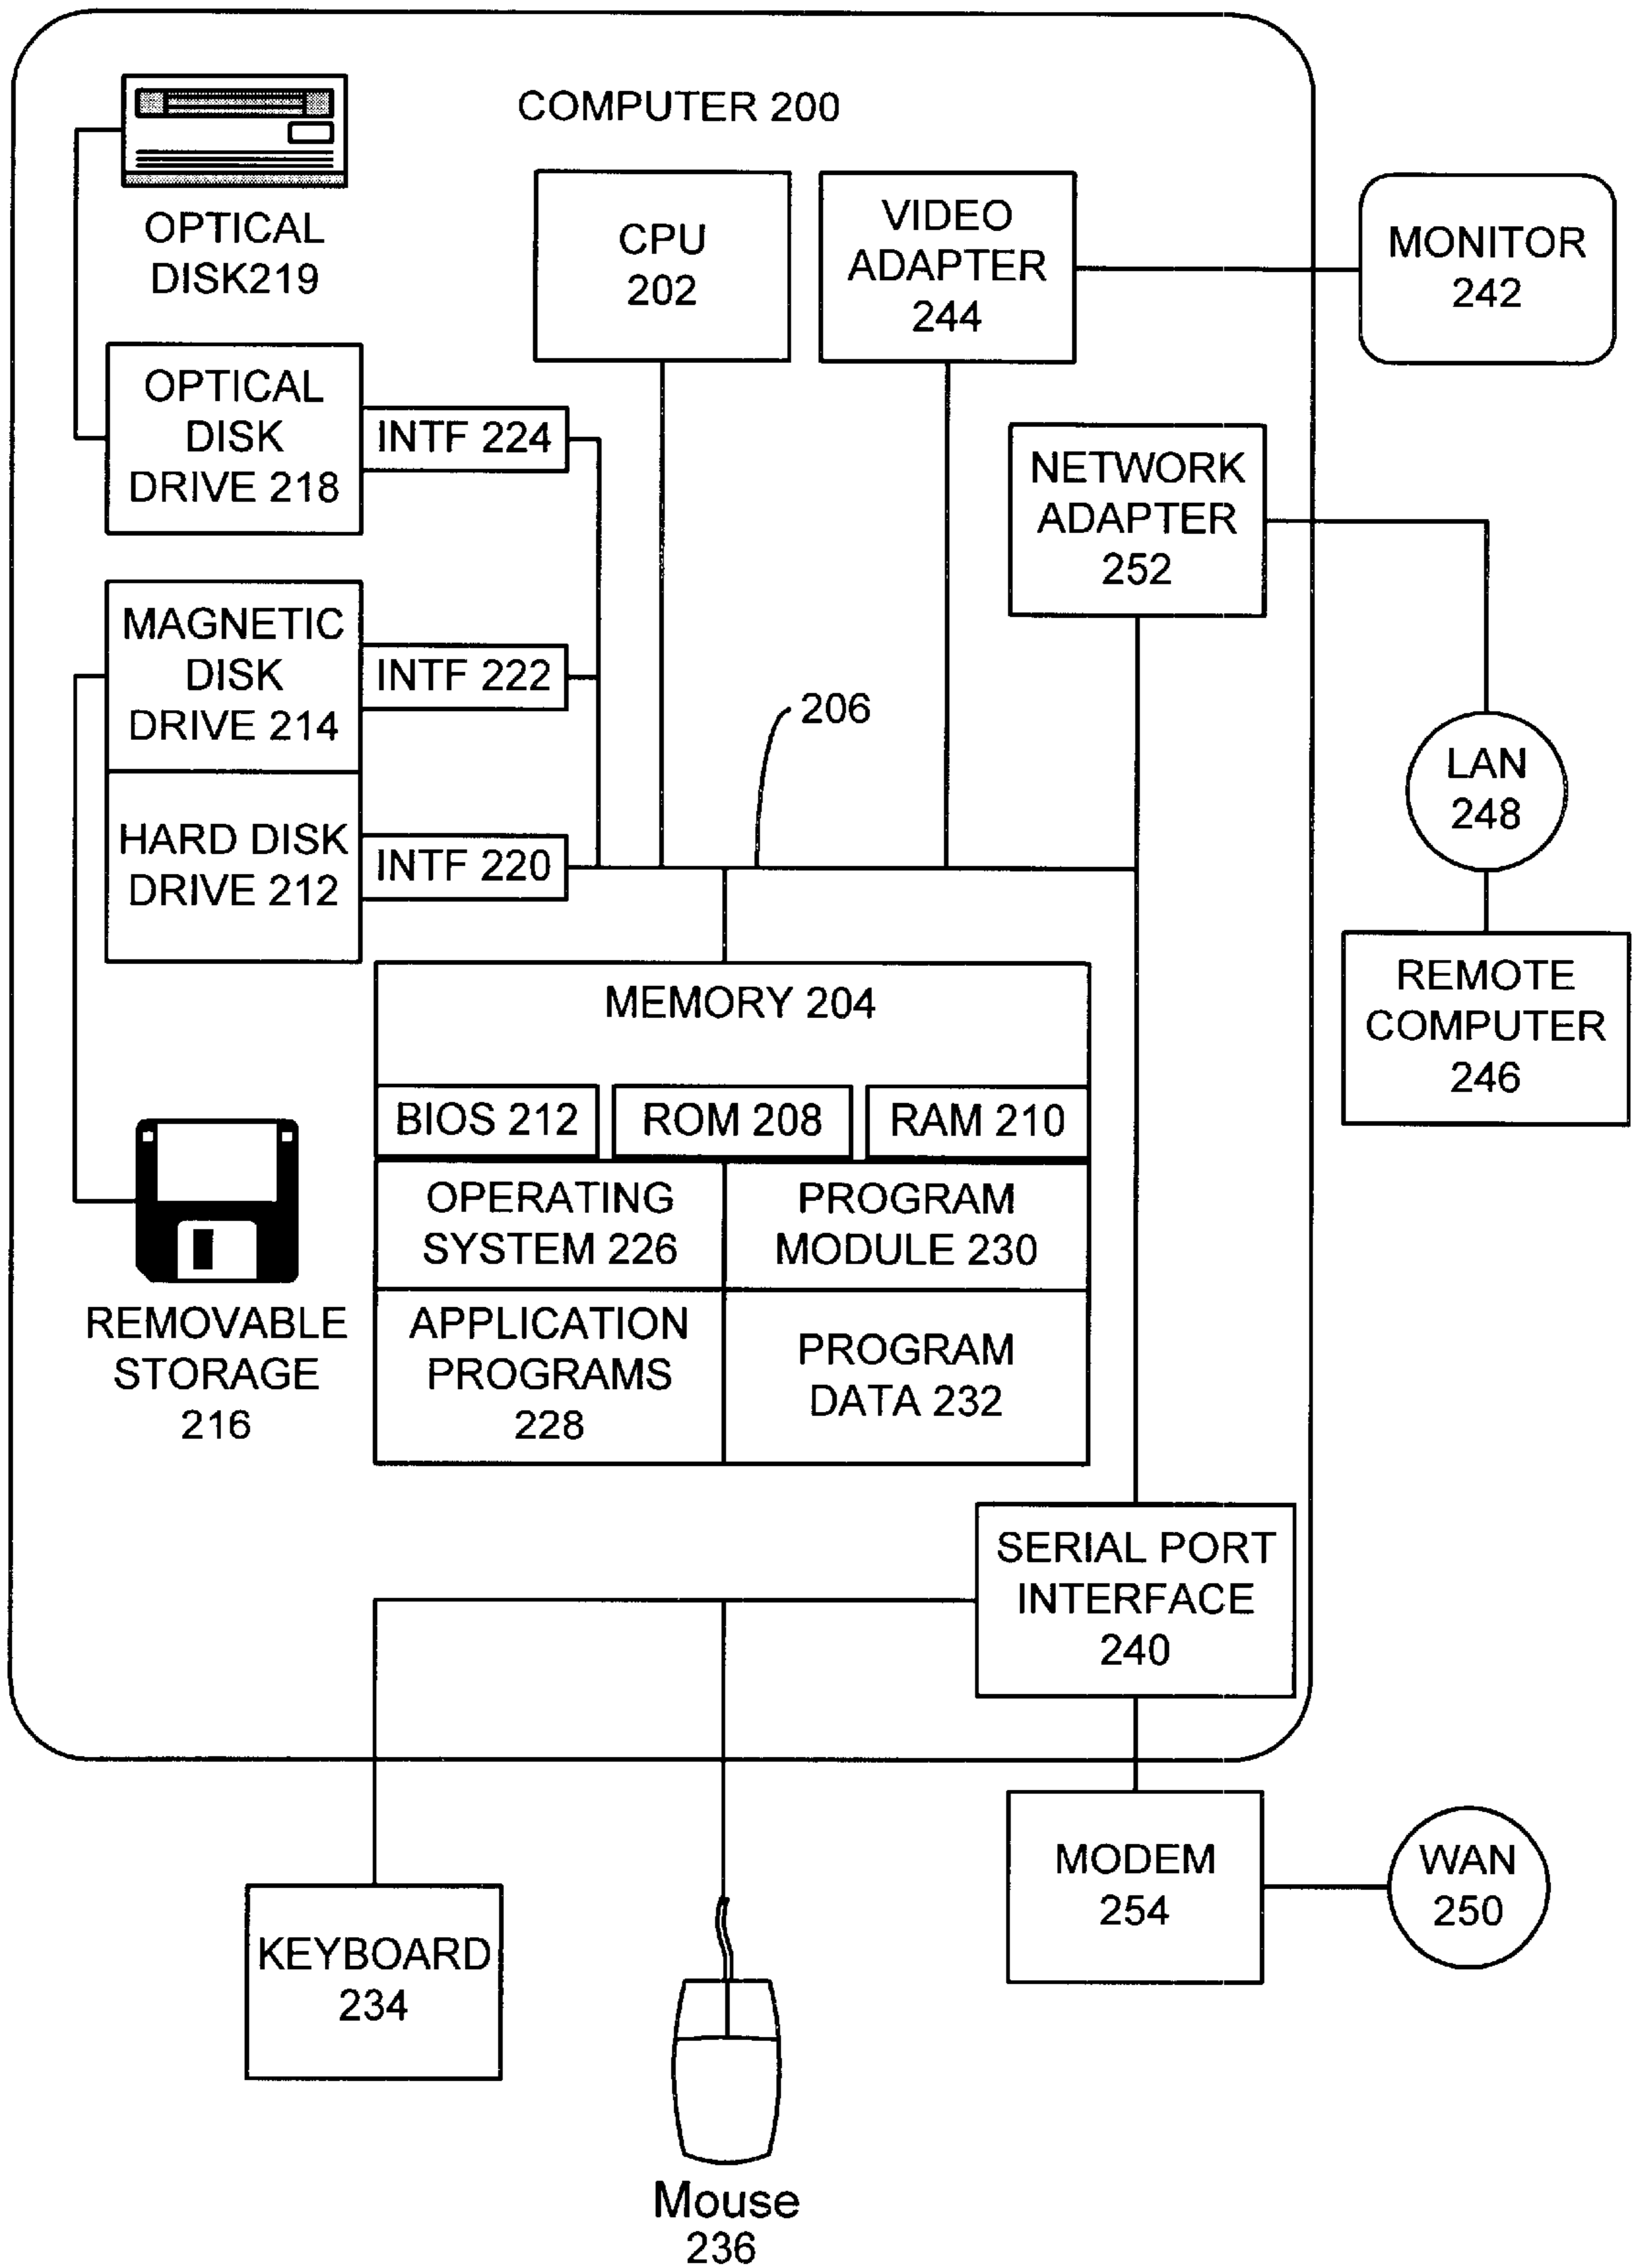 COMPUTER 200
OPTICAL
DISK219
CPU
202
VIDEO
ADAPTER
244
MONITOR
242
OPTICAL
DISK
DRIVE 218
INTF 224
NETWORK
ADAPTER
252
MAGNETIC
DISK
DRIVE 214
INTF 222
206
LAN
248
HARD DISK
DRIVE 212
INTF 220
REMOTE
COMPUTER
246
MEMORY 204
BIOS 212
ROM 208
RAM 210
OPERATING
SYSTEM 226
PROGRAM
MODULE 230
REMOVABLE
STORAGE
216
APPLICATION
PROGRAMS
228
PROGRAM
DATA 232
SERIAL PORT
INTERFACE
240
MODEM
254
WAN
250
KEYBOARD
234
Mouse
236